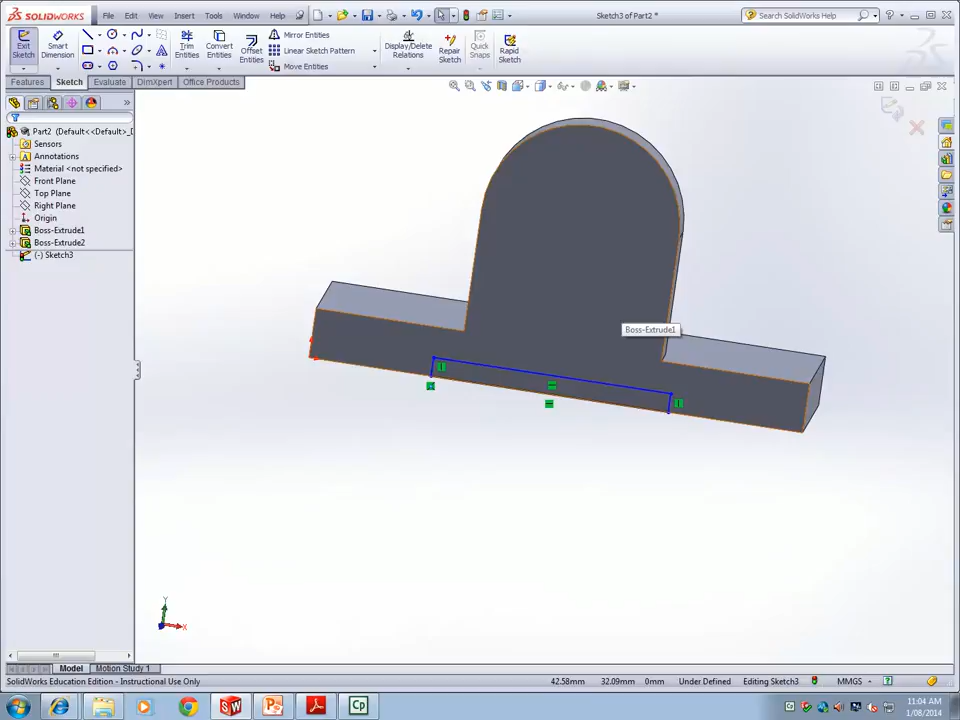 SOLIDWORKS File Edit View Insert Tools Window Help Sketch3 of Part2 * Search SolidWorks Help
Exit Sketch
Smart Dimension
Trim Entities
Convert Entities
Offset Entities
Mirror Entities
Linear Sketch Pattern
Move Entities
Display/Delete Relations
Repair Sketch
Quick Snaps
Rapid Sketch
Features Sketch Evaluate DimXpert Office Products
Part2 (Default<<Default>_D
Sensors
Annotations
Material <not specified>
Front Plane
Top Plane
Right Plane
Origin
Boss-Extrude1
Boss-Extrude2
(-) Sketch3
Boss-Extrude1
Y
X
Model Motion Study 1
SolidWorks Education Edition - Instructional Use Only 42.58mm 32.09mm 0mm Under Defined Editing Sketch3 MMGS
11:04 AM
1/08/2014